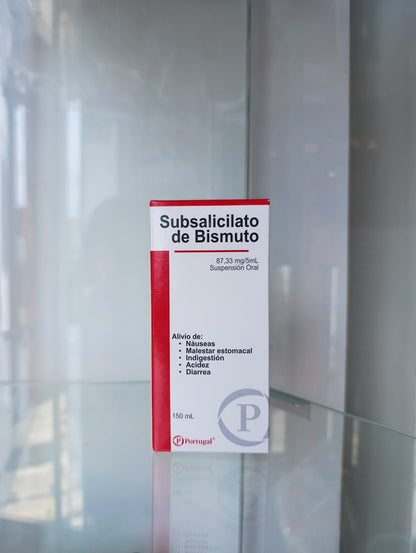 Subsalicilato
de Bismuto
87,33 mg/5mL
Suspensión Oral
Alivio de:
• Náuseas
• Malestar estomacal
• Indigestión
• Acidez
• Diarrea
150 mL
P
P Portugal®